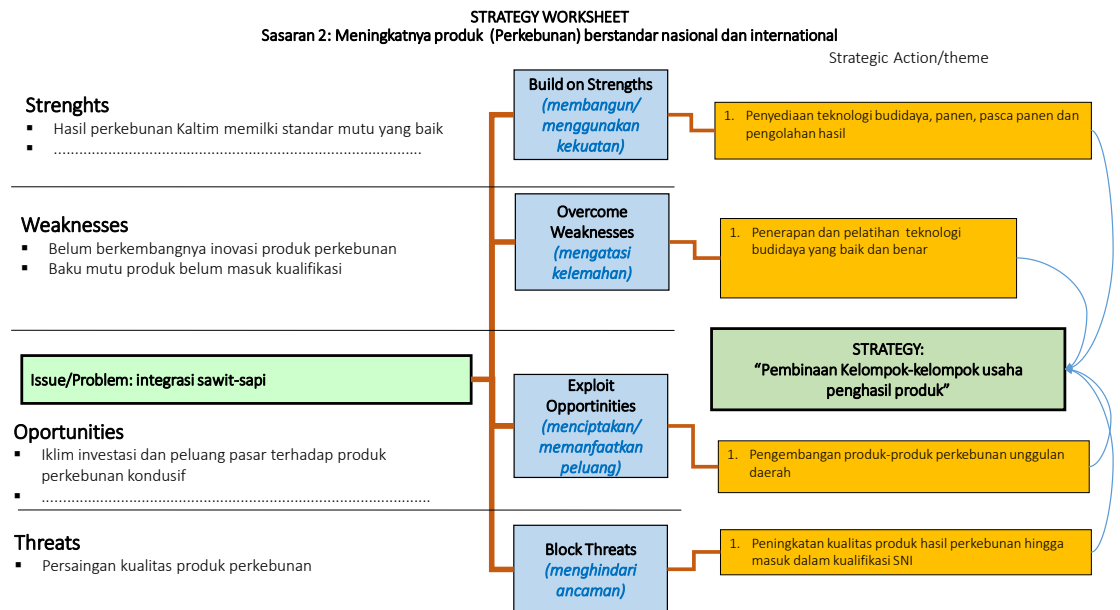 STRATEGY WORKSHEET
Sasaran 2: Meningkatnya produk (Perkebunan) berstandar nasional dan international
Strategic Action/theme
Strenghts
▪ Hasil perkebunan Kaltim memilki standar mutu yang baik
▪ ......................................................................................
Build on Strengths
(membangun/
menggunakan
kekuatan)
1. Penyediaan teknologi budidaya, panen, pasca panen dan
pengolahan hasil
Weaknesses
▪ Belum berkembangnya inovasi produk perkebunan
▪ Baku mutu produk belum masuk kualifikasi
Overcome
Weaknesses
(mengatasi
kelemahan)
1. Penerapan dan pelatihan teknologi
budidaya yang baik dan benar
Issue/Problem: integrasi sawit-sapi
STRATEGY:
“Pembinaan Kelompok-kelompok usaha
penghasil produk”
Oportunities
▪ Iklim investasi dan peluang pasar terhadap produk
perkebunan kondusif
▪ ...........................................................................................
Exploit
Opportinities
(menciptakan/
memanfaatkan
peluang)
1. Pengembangan produk-produk perkebunan unggulan
daerah
Threats
▪ Persaingan kualitas produk perkebunan
Block Threats
(menghindari
ancaman)
1. Peningkatan kualitas produk hasil perkebunan hingga
masuk dalam kualifikasi SNI